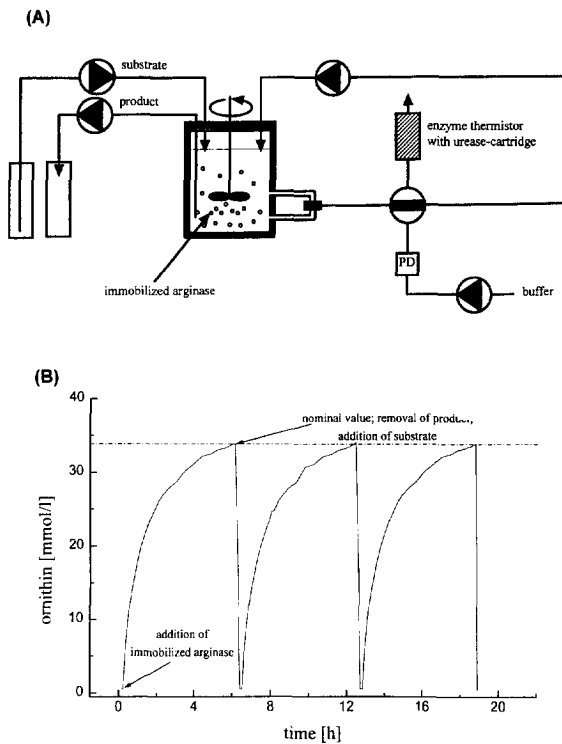 (A)
substrate
product
enzyme thermistor
with urease-cartridge
immobilized arginase
PD
buffer
(B)
40
nominal value; removal of product,
addition of substrate
30
20
10
addition of
immobilized arginase
0
ornithin [mmol/l]
0 4 8 12 16 20
time [h]